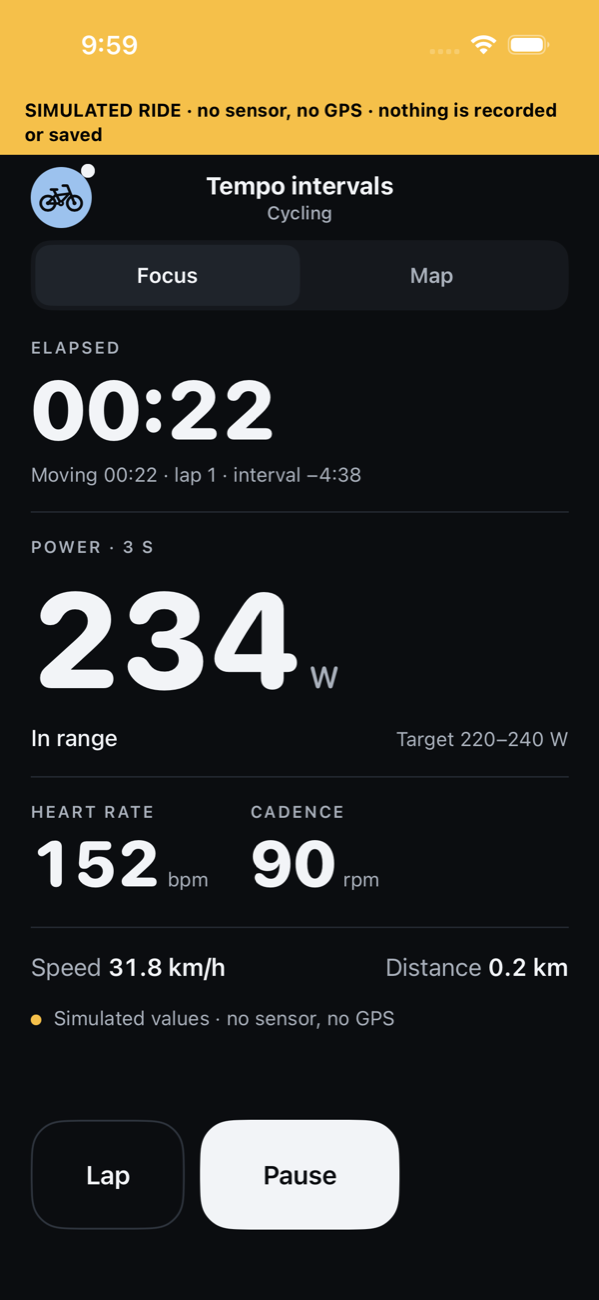 9:59
SIMULATED RIDE · no sensor, no GPS · nothing is recorded
or saved
Tempo intervals
Cycling
Focus Map
ELAPSED
00:22
Moving 00:22 · lap 1 · interval −4:38
POWER · 3 S
234 W
In range Target 220–240 W
HEART RATE CADENCE
152 bpm 90 rpm
Speed 31.8 km/h Distance 0.2 km
Simulated values · no sensor, no GPS
Lap Pause